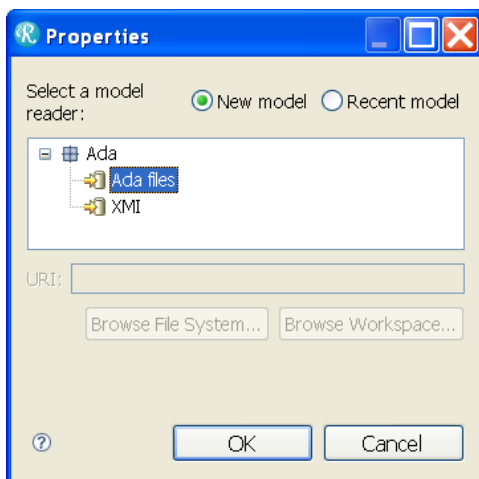 Properties
Select a model
reader:
New model
Recent model
Ada
Ada files
XMI
URI:
Browse File System...
Browse Workspace...
?
OK
Cancel